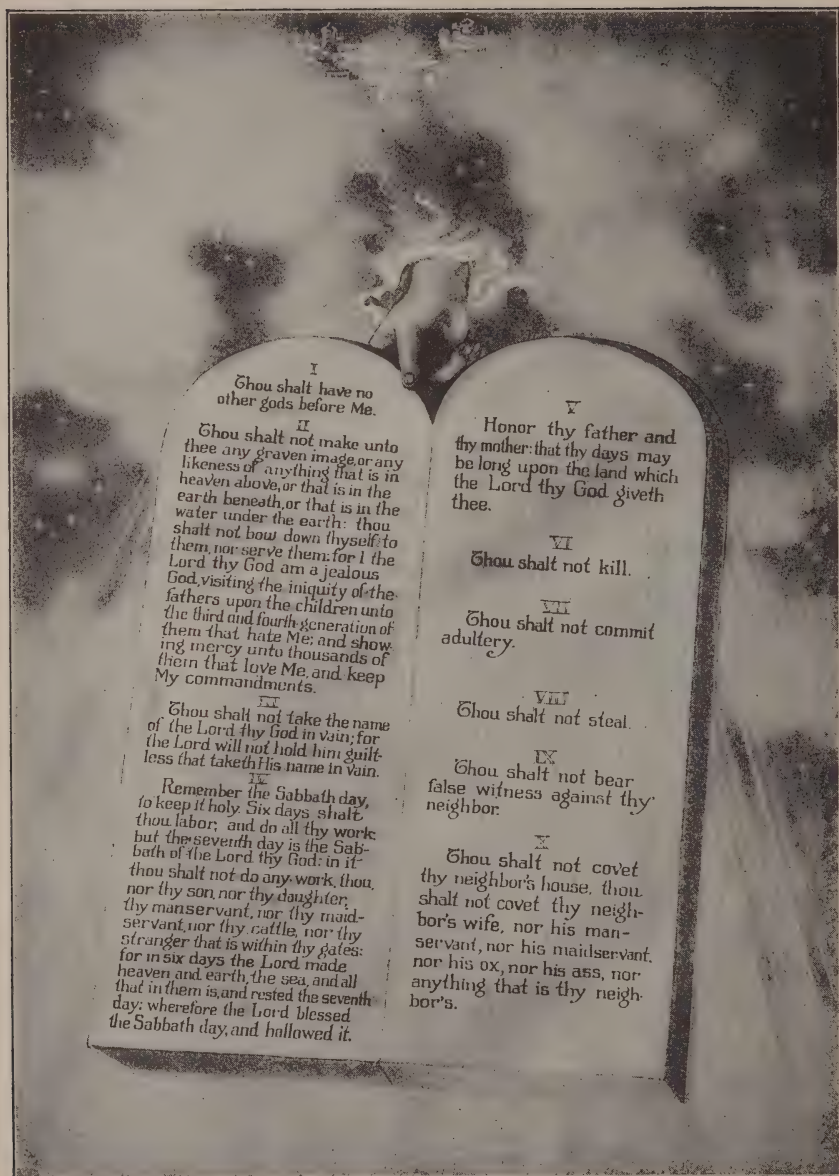 I
Thou shalt have no
other gods before Me.
II
Thou shalt not make unto
thee any graven image, or any
likeness of anything that is in
heaven above, or that is in the
earth beneath, or that is in the
water under the earth: thou
shalt not bow down thyself to
them, nor serve them: for I the
Lord thy God am a jealous
God, visiting the iniquity of the
fathers upon the children unto
the third and fourth generation of
them that hate Me; and show-
ing mercy unto thousands of
them that love Me, and keep
My commandments.
III
Thou shalt not take the name
of the Lord thy God in vain; for
the Lord will not hold him guilt-
less that taketh His name in vain.
IV
Remember the Sabbath day,
to keep it holy. Six days shalt
thou labor, and do all thy work:
but the seventh day is the Sab-
bath of the Lord thy God: in it
thou shalt not do any work, thou,
nor thy son, nor thy daughter,
thy manservant, nor thy maid-
servant, nor thy cattle, nor thy
stranger that is within thy gates:
for in six days the Lord made
heaven and earth, the sea, and all
that in them is, and rested the seventh
day; wherefore the Lord blessed
the Sabbath day, and hallowed it.
V
Honor thy father and
thy mother: that thy days may
be long upon the land which
the Lord thy God giveth
thee.
VI
Thou shalt not kill.
VII
Thou shalt not commit
adultery.
VIII
Thou shalt not steal.
IX
Thou shalt not bear
false witness against thy
neighbor.
X
Thou shalt not covet
thy neighbor's house, thou
shalt not covet thy neigh-
bor's wife, nor his man-
servant, nor his maidservant,
nor his ox, nor his ass, nor
anything that is thy neigh-
bor's.